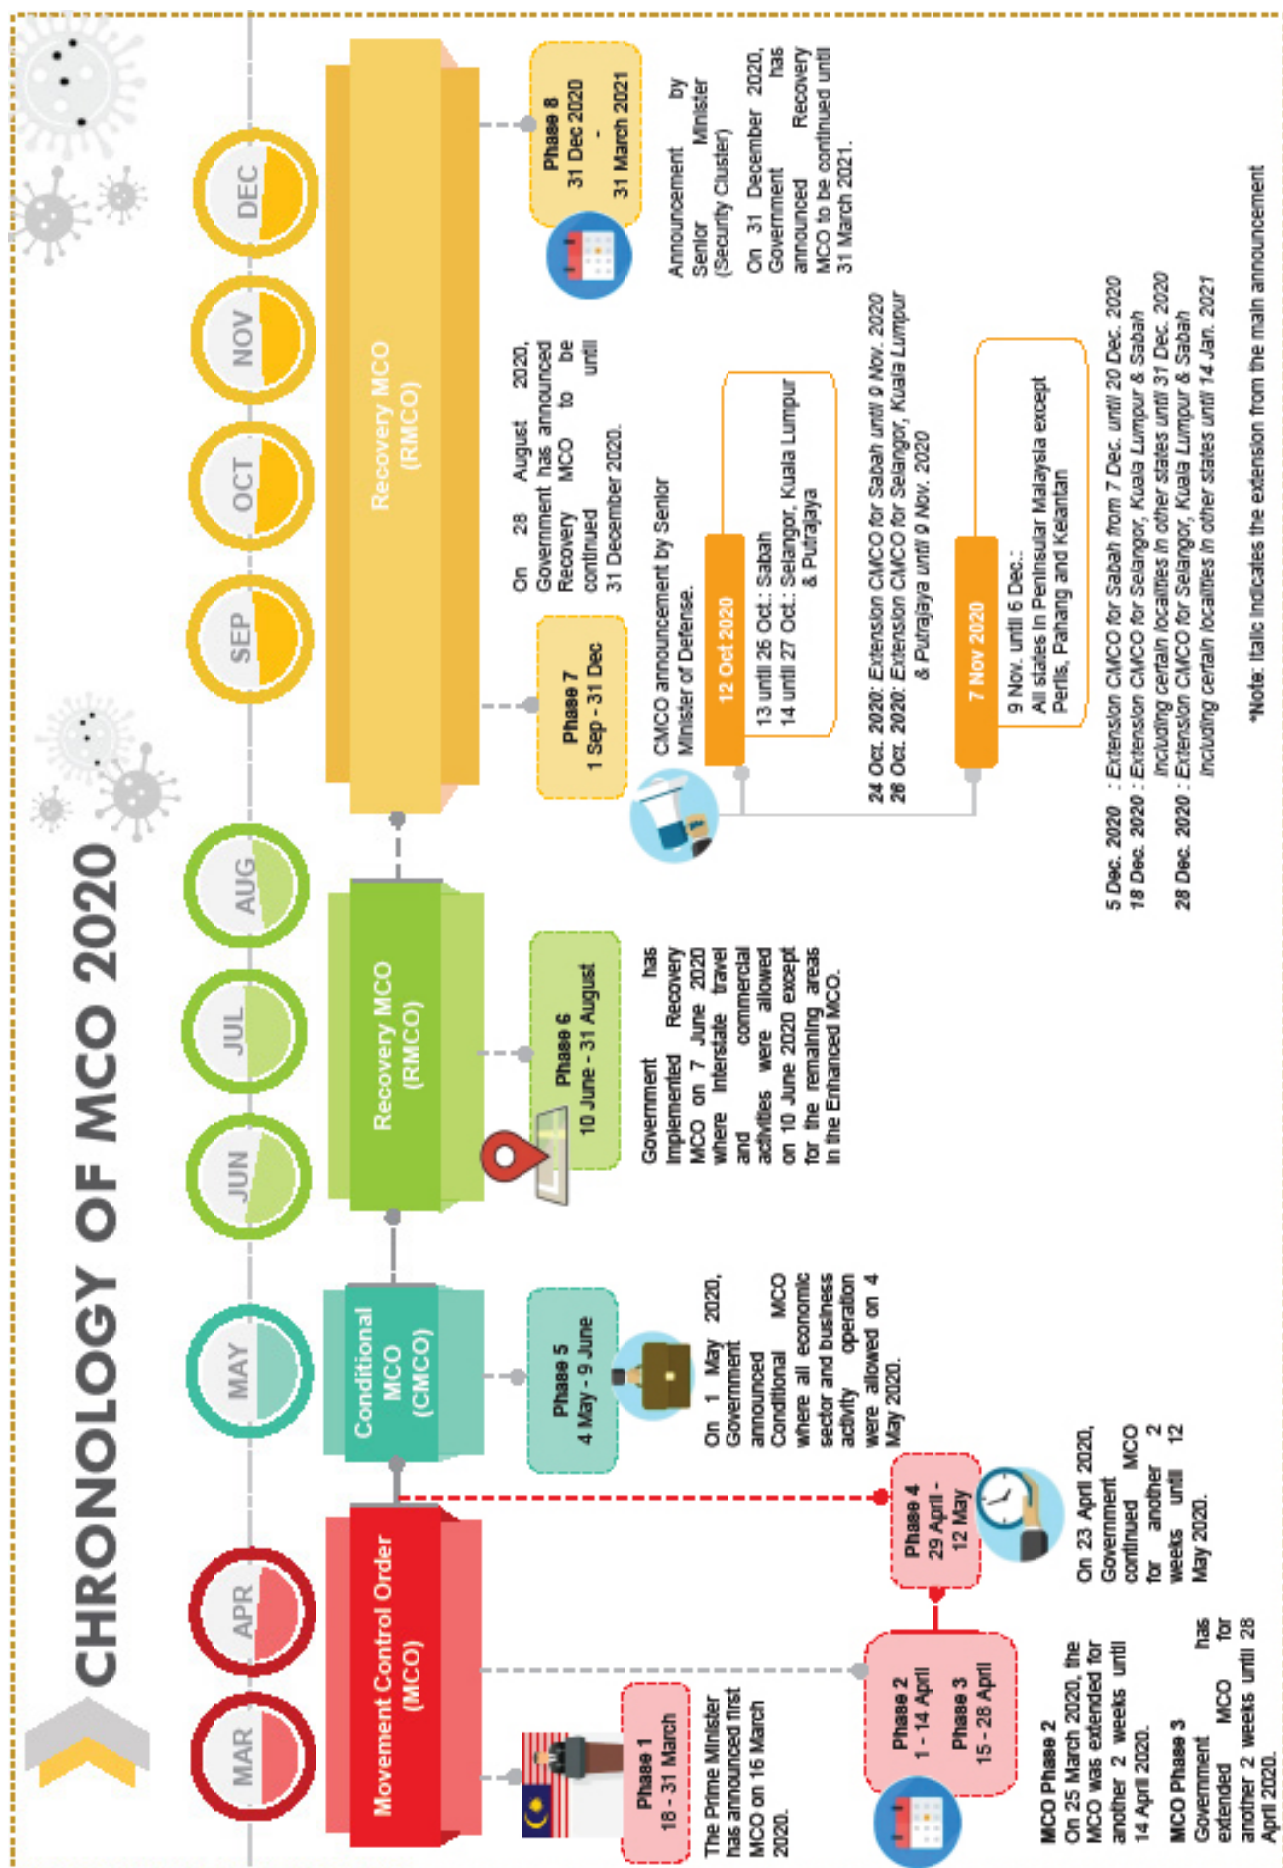 CHRONOLOGY OF MCO 2020
MAR
APR
MAY
JUN
JUL
AUG
SEP
OCT
NOV
DEC
Movement Control Order
(MCO)
Conditional
MCO
(CMCO)
Recovery MCO
(RMCO)
Recovery MCO
(RMCO)
Phase 1
18 - 31 March
The Prime Minister
has announced first
MCO on 16 March
2020.
Phase 2
1 - 14 April
Phase 3
15 - 28 April
MCO Phase 2
On 25 March 2020, the
MCO was extended for
another 2 weeks until
14 April 2020.
MCO Phase 3
Government has
extended MCO for
another 2 weeks until 28
April 2020.
Phase 4
29 April -
12 May
On 23 April 2020,
Government
continued MCO
for another 2
weeks until 12
May 2020.
Phase 5
4 May - 9 June
On 1 May 2020,
Government
announced
Conditional MCO
where all economic
sector and business
activity operation
were allowed on 4
May 2020.
Phase 6
10 June - 31 August
Government has
Implemented Recovery
MCO on 7 June 2020
where Interstate travel
and commercial
activities were allowed
on 10 June 2020 except
for the remaining areas
In the Enhanced MCO.
Phase 7
1 Sep - 31 Dec
On 28 August 2020,
Government has announced
Recovery MCO to be
continued until
31 December 2020.
CMCO announcement by Senior
Minister of Defense.
12 Oct 2020
13 until 26 Oct.: Sabah
14 until 27 Oct.: Selangor, Kuala Lumpur
& Putrajaya
24 Oct. 2020: Extension CMCO for Sabah until 9 Nov. 2020
26 Oct. 2020: Extension CMCO for Selangor, Kuala Lumpur
& Putrajaya until 9 Nov. 2020
7 Nov 2020
9 Nov. until 6 Dec.:
All states In Peninsular Malaysia except
Perlis, Pahang and Kelantan
5 Dec. 2020 : Extension CMCO for Sabah from 7 Dec. until 20 Dec. 2020
18 Dec. 2020 : Extension CMCO for Selangor, Kuala Lumpur & Sabah
Including certain localities In other states until 31 Dec. 2020
28 Dec. 2020 : Extension CMCO for Selangor, Kuala Lumpur & Sabah
Including certain localities In other states until 14 Jan. 2021
Phase 8
31 Dec 2020
-
31 March 2021
Announcement by
Senior Minister
(Security Cluster)
On 31 December 2020,
Government has
announced Recovery
MCO to be continued until
31 March 2021.
*Note: Italic Indicates the extension from the main announcement